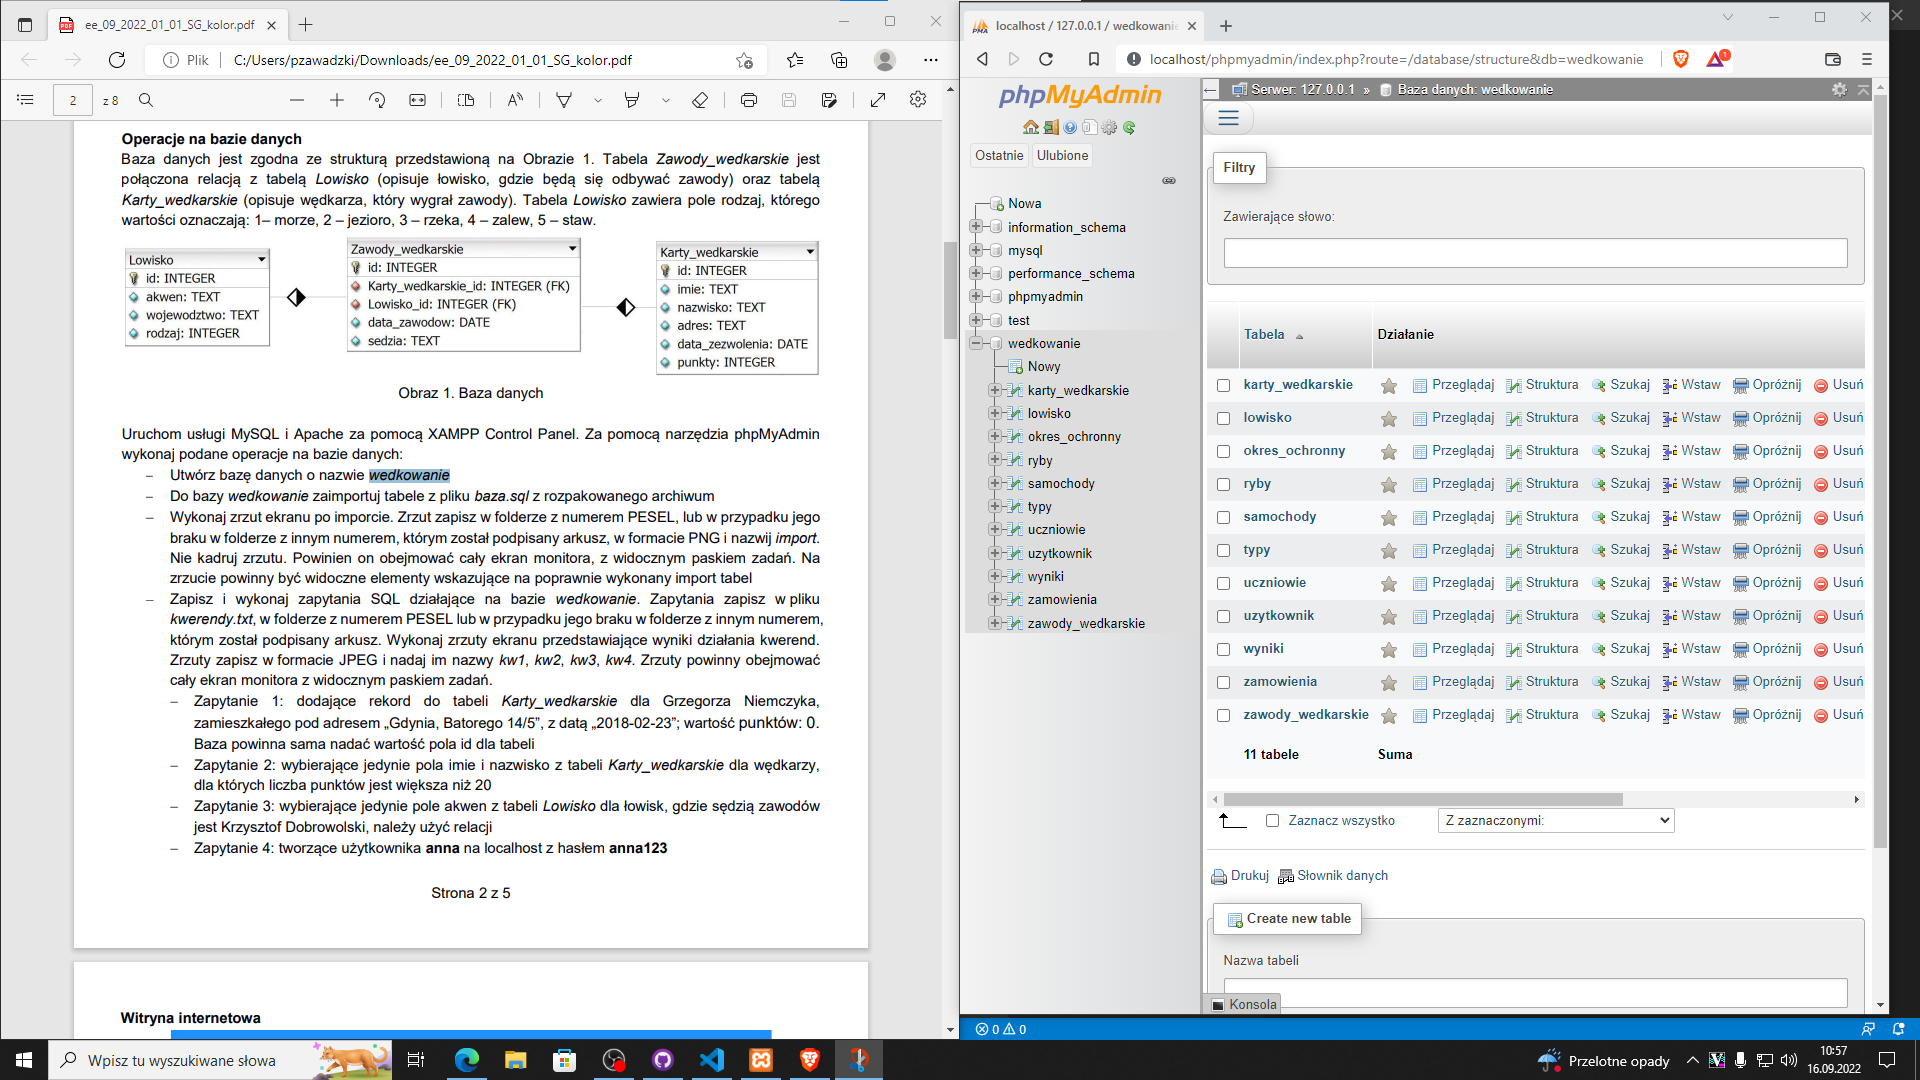 ee_09_2022_01_01_SG_kolor.pdf
Plik
C:/Users/pzawadzki/Downloads/ee_09_2022_01_01_SG_kolor.pdf
2
z 8
Operacje na bazie danych
Baza danych jest zgodna ze strukturą przedstawioną na Obrazie 1. Tabela Zawody_wedkarskie jest
połączona relacją z tabelą Lowisko (opisuje łowisko, gdzie będą się odbywać zawody) oraz tabelą
Karty_wedkarskie (opisuje wędkarza, który wygrał zawody). Tabela Lowisko zawiera pole rodzaj, którego
wartości oznaczają: 1– morze, 2 – jezioro, 3 – rzeka, 4 – zalew, 5 – staw.
Lowisko
id: INTEGER
akwen: TEXT
wojewodztwo: TEXT
rodzaj: INTEGER
Zawody_wedkarskie
id: INTEGER
Karty_wedkarskie_id: INTEGER (FK)
Lowisko_id: INTEGER (FK)
data_zawodow: DATE
sedzia: TEXT
Karty_wedkarskie
id: INTEGER
imie: TEXT
nazwisko: TEXT
adres: TEXT
data_zezwolenia: DATE
punkty: INTEGER
Obraz 1. Baza danych
Uruchom usługi MySQL i Apache za pomocą XAMPP Control Panel. Za pomocą narzędzia phpMyAdmin
wykonaj podane operacje na bazie danych:
– Utwórz bazę danych o nazwie wedkowanie
– Do bazy wedkowanie zaimportuj tabele z pliku baza.sql z rozpakowanego archiwum
– Wykonaj zrzut ekranu po imporcie. Zrzut zapisz w folderze z numerem PESEL, lub w przypadku jego
braku w folderze z innym numerem, którym został podpisany arkusz, w formacie PNG i nazwij import.
Nie kadruj zrzutu. Powinien on obejmować cały ekran monitora, z widocznym paskiem zadań. Na
zrzucie powinny być widoczne elementy wskazujące na poprawnie wykonany import tabel
– Zapisz i wykonaj zapytania SQL działające na bazie wedkowanie. Zapytania zapisz w pliku
kwerendy.txt, w folderze z numerem PESEL lub w przypadku jego braku w folderze z innym numerem,
którym został podpisany arkusz. Wykonaj zrzuty ekranu przedstawiające wyniki działania kwerend.
Zrzuty zapisz w formacie JPEG i nadaj im nazwy kw1, kw2, kw3, kw4. Zrzuty powinny obejmować
cały ekran monitora z widocznym paskiem zadań.
– Zapytanie 1: dodające rekord do tabeli Karty_wedkarskie dla Grzegorza Niemczyka,
zamieszkałego pod adresem „Gdynia, Batorego 14/5”, z datą „2018-02-23”; wartość punktów: 0.
Baza powinna sama nadać wartość pola id dla tabeli
– Zapytanie 2: wybierające jedynie pola imie i nazwisko z tabeli Karty_wedkarskie dla wędkarzy,
dla których liczba punktów jest większa niż 20
– Zapytanie 3: wybierające jedynie pole akwen z tabeli Lowisko dla łowisk, gdzie sędzią zawodów
jest Krzysztof Dobrowolski, należy użyć relacji
– Zapytanie 4: tworzące użytkownika anna na localhost z hasłem anna123
Strona 2 z 5
Witryna internetowa
localhost / 127.0.0.1 / wedkowanie
localhost/phpmyadmin/index.php?route=/database/structure&db=wedkowanie
1
phpMyAdmin
Ostatnie Ulubione
Nowa
information_schema
mysql
performance_schema
phpmyadmin
test
wedkowanie
Nowy
karty_wedkarskie
lowisko
okres_ochronny
ryby
samochody
typy
uczniowie
uzytkownik
wyniki
zamowienia
zawody_wedkarskie
Serwer: 127.0.0.1 » Baza danych: wedkowanie
Filtry
Zawierające słowo:
Tabela Działanie
karty_wedkarskie Przeglądaj Struktura Szukaj Wstaw Opróżnij Usuń
lowisko Przeglądaj Struktura Szukaj Wstaw Opróżnij Usuń
okres_ochronny Przeglądaj Struktura Szukaj Wstaw Opróżnij Usuń
ryby Przeglądaj Struktura Szukaj Wstaw Opróżnij Usuń
samochody Przeglądaj Struktura Szukaj Wstaw Opróżnij Usuń
typy Przeglądaj Struktura Szukaj Wstaw Opróżnij Usuń
uczniowie Przeglądaj Struktura Szukaj Wstaw Opróżnij Usuń
uzytkownik Przeglądaj Struktura Szukaj Wstaw Opróżnij Usuń
wyniki Przeglądaj Struktura Szukaj Wstaw Opróżnij Usuń
zamowienia Przeglądaj Struktura Szukaj Wstaw Opróżnij Usuń
zawody_wedkarskie Przeglądaj Struktura Szukaj Wstaw Opróżnij Usuń
11 tabele Suma
Zaznacz wszystko
Z zaznaczonymi:
Drukuj Słownik danych
Create new table
Nazwa tabeli
Konsola
0 0
Wpisz tu wyszukiwane słowa
Przelotne opady
10:57
16.09.2022